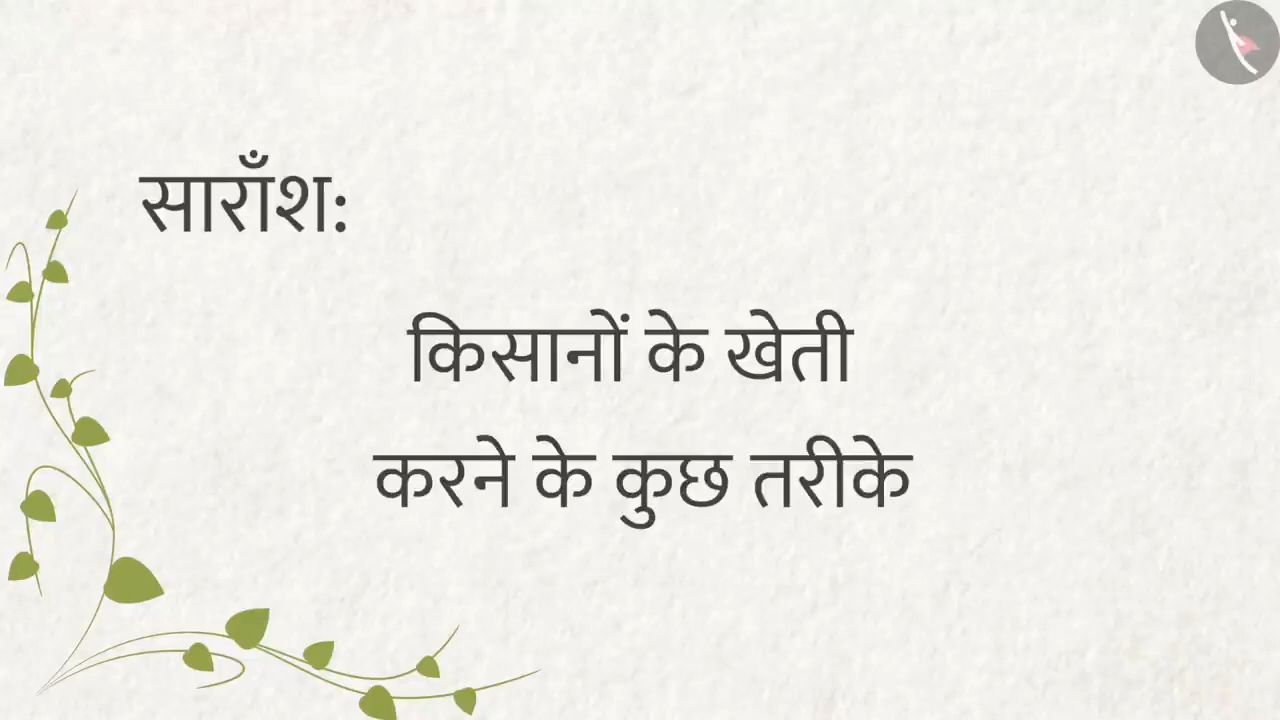 साराँंश:
किसानों के खेती
करने के कुछ तरीके